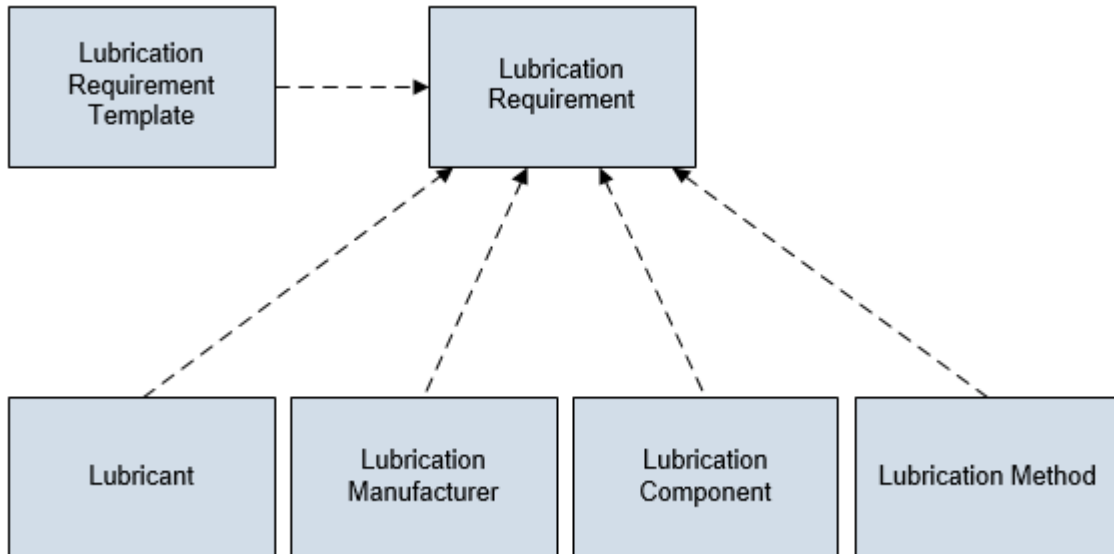 Lubrication
Requirement
Template
Lubrication
Requirement
Lubricant
Lubrication
Manufacturer
Lubrication
Component
Lubrication Method